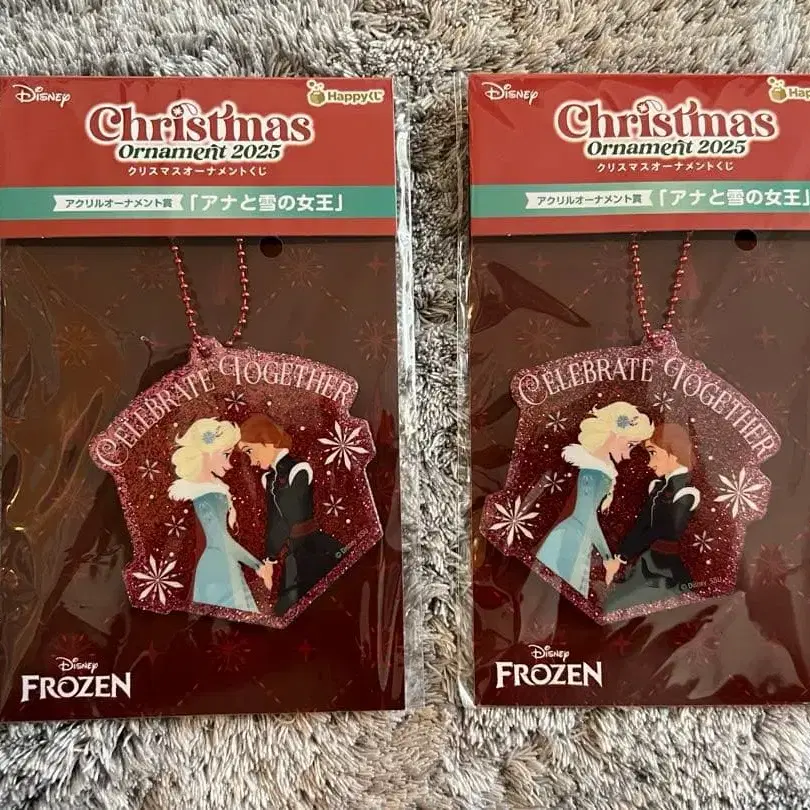 Disney
Happyくじ
Christmas
Ornament 2025
クリスマスオーナメントくじ
アクリルオーナメント賞 「アナと雪の女王」
CELEBRATE TOGETHER
© Disney
Disney
FROZEN
Disney
Hap
Christmas
Ornament 2025
クリスマスオーナメントくじ
アクリルオーナメント賞 「アナと雪の女王」
CELEBRATE TOGETHER
© Disney
Disney
FROZEN